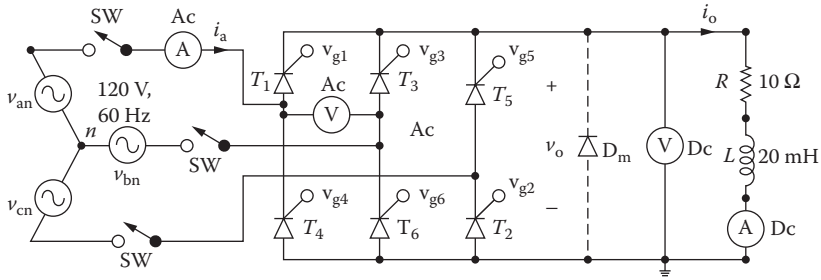 SW
Ac
A
i_a
i_o
v_g1
v_g3
v_g5
T_1
Ac
T_3
T_5
V
Ac
120 V,
60 Hz
v_an
n
v_bn
SW
v_cn
SW
+
v_o
−
D_m
V
Dc
R
10 Ω
L
20 mH
A
Dc
v_g4
v_g6
v_g2
T_4
T_6
T_2